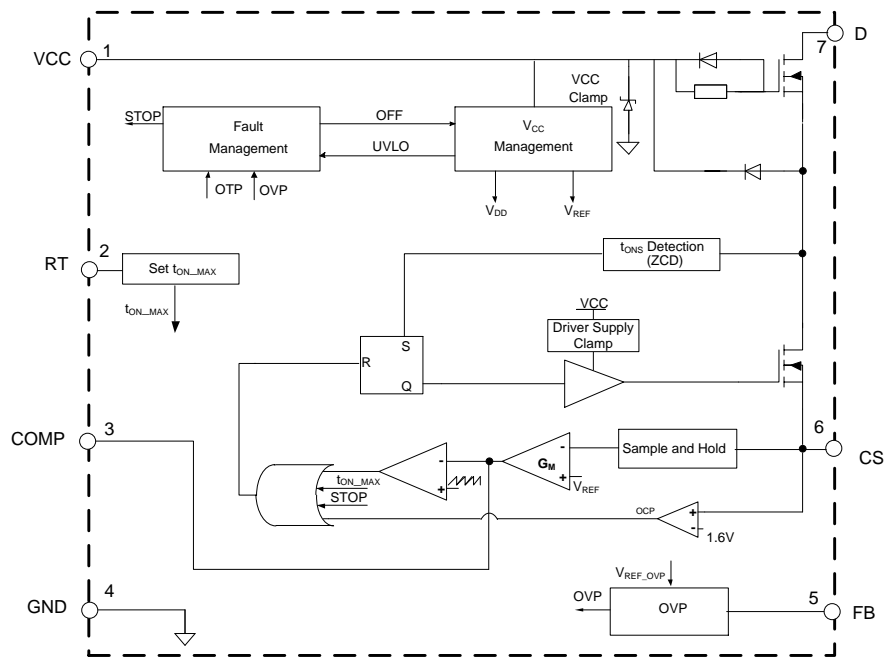 D
7
VCC
1
VCC
Clamp
STOP
Fault
Management
OFF
UVLO
VCC
Management
OTP
OVP
VDD
VREF
2
RT
Set tON_MAX
tON_MAX
tONS Detection
(ZCD)
VCC
Driver Supply
Clamp
S
R
Q
COMP
3
6
CS
Sample and Hold
-
+
GM
VREF
-
+
tON_MAX
STOP
OCP
+
-
1.6V
GND
4
VREF_OVP
OVP
OVP
5
FB